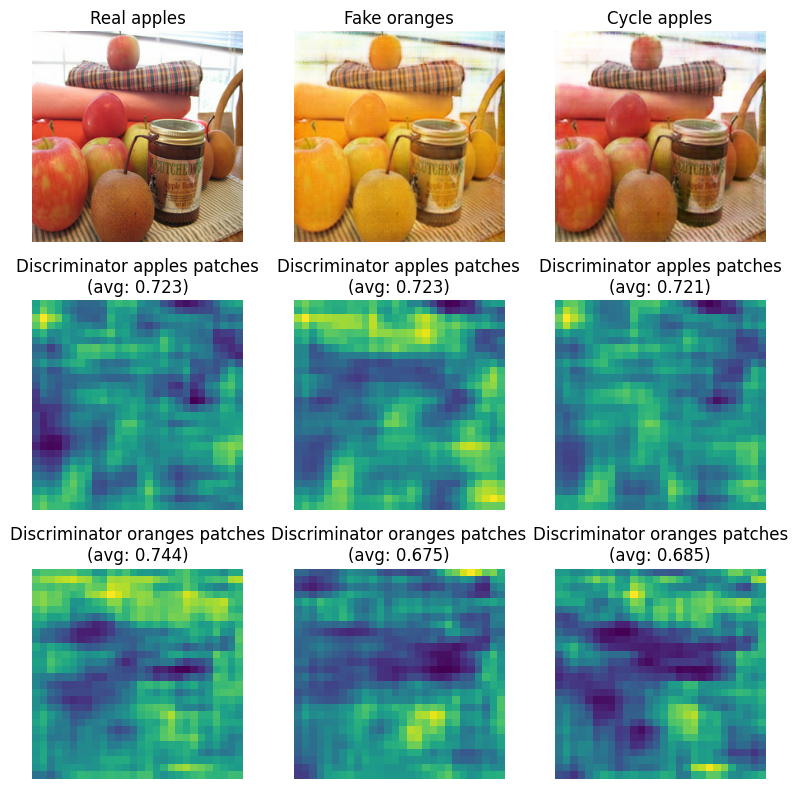 Real apples
Fake oranges
Cycle apples
Discriminator apples patches
(avg: 0.723)
Discriminator apples patches
(avg: 0.723)
Discriminator apples patches
(avg: 0.721)
Discriminator oranges patches
(avg: 0.744)
Discriminator oranges patches
(avg: 0.675)
Discriminator oranges patches
(avg: 0.685)